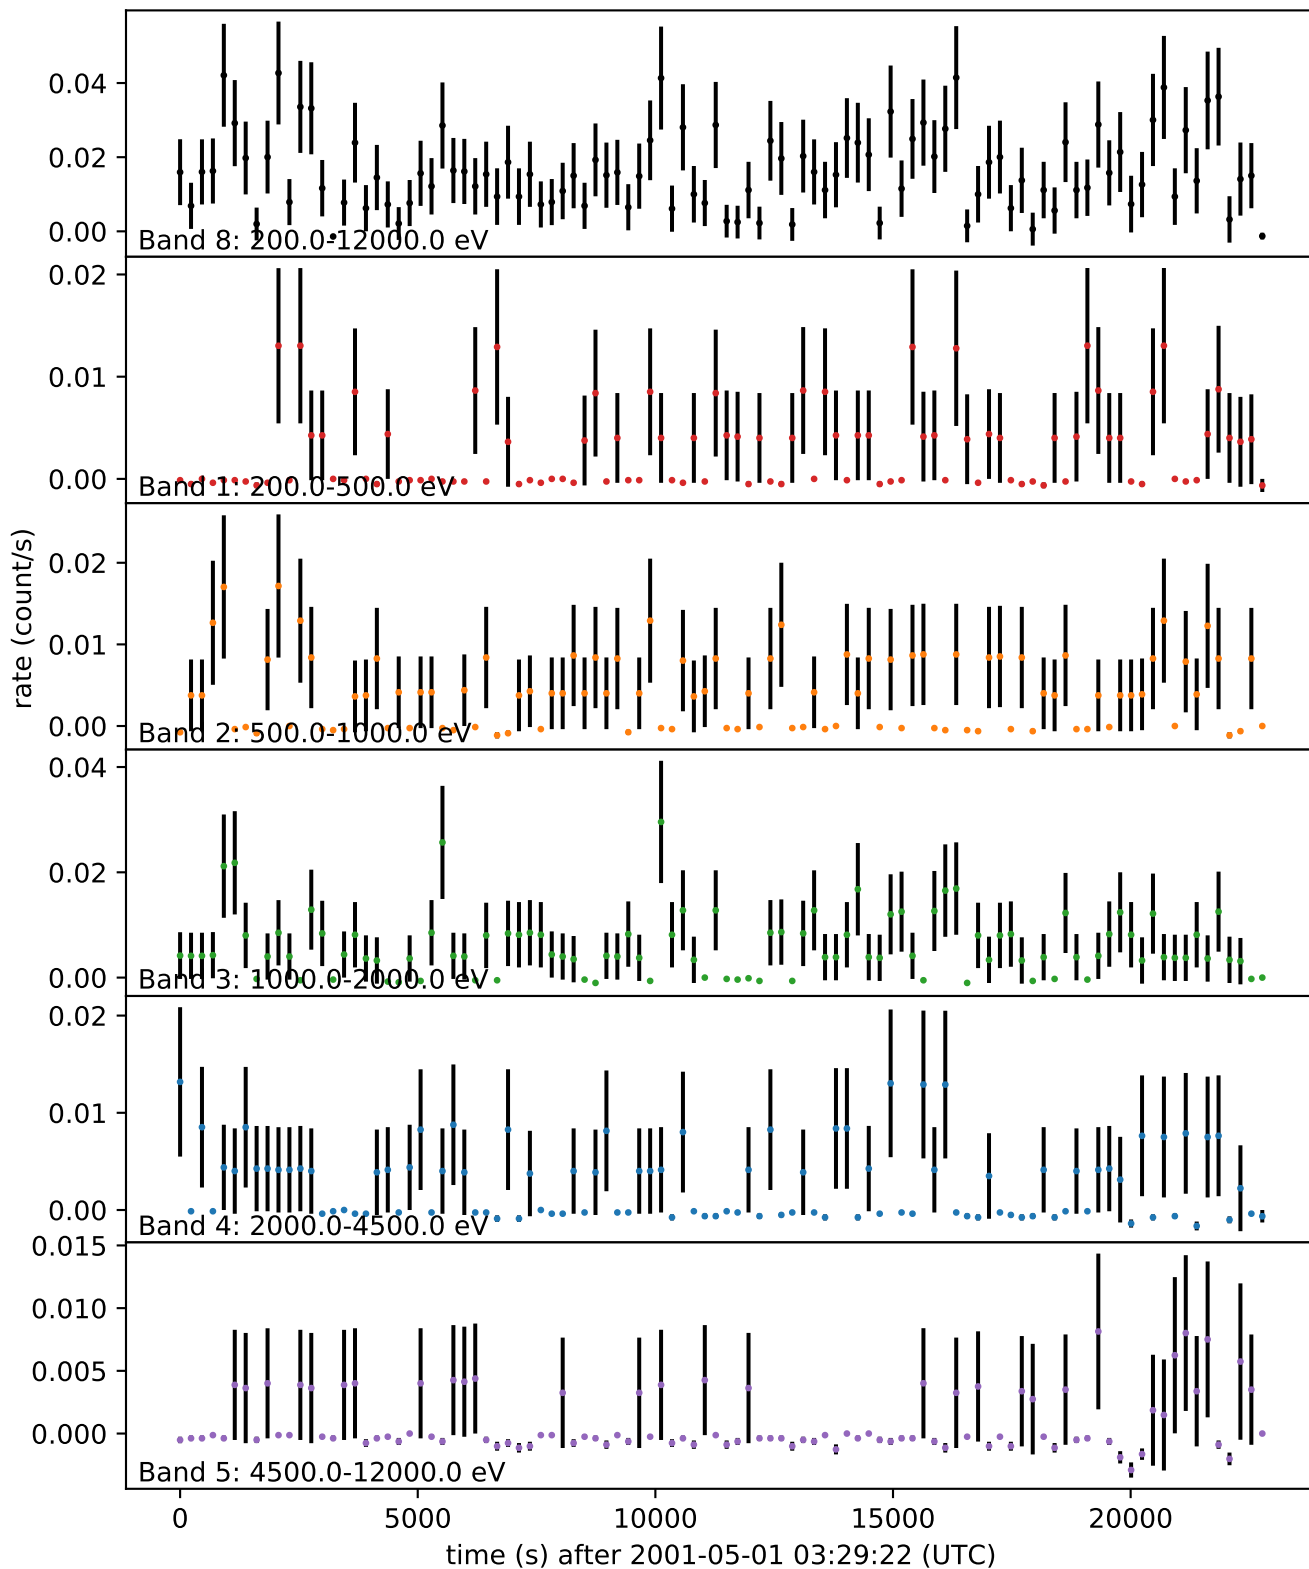 0.04
0.02
0.00
Band 8: 200.0-12000.0 eV
0.02
0.01
0.00
Band 1: 200.0-500.0 eV
rate (count/s)
0.02
0.01
0.00
Band 2: 500.0-1000.0 eV
0.04
0.02
0.00
Band 3: 1000.0-2000.0 eV
0.02
0.01
0.00
Band 4: 2000.0-4500.0 eV
0.015
0.010
0.005
0.000
Band 5: 4500.0-12000.0 eV
0 5000 10000 15000 20000
time (s) after 2001-05-01 03:29:22 (UTC)